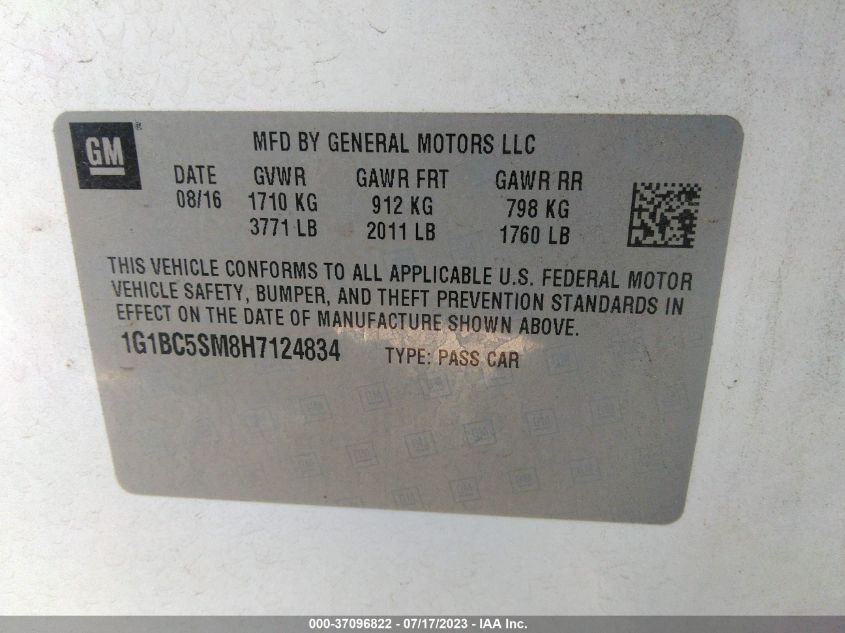 GM
MFD BY GENERAL MOTORS LLC
DATE GVWR GAWR FRT GAWR RR
08/16 1710 KG 912 KG 798 KG
3771 LB 2011 LB 1760 LB
THIS VEHICLE CONFORMS TO ALL APPLICABLE U.S. FEDERAL MOTOR
VEHICLE SAFETY, BUMPER, AND THEFT PREVENTION STANDARDS IN
EFFECT ON THE DATE OF MANUFACTURE SHOWN ABOVE.
1G1BC5SM8H7124834 TYPE: PASS CAR
000-37096822 - 07/17/2023 - IAA Inc.